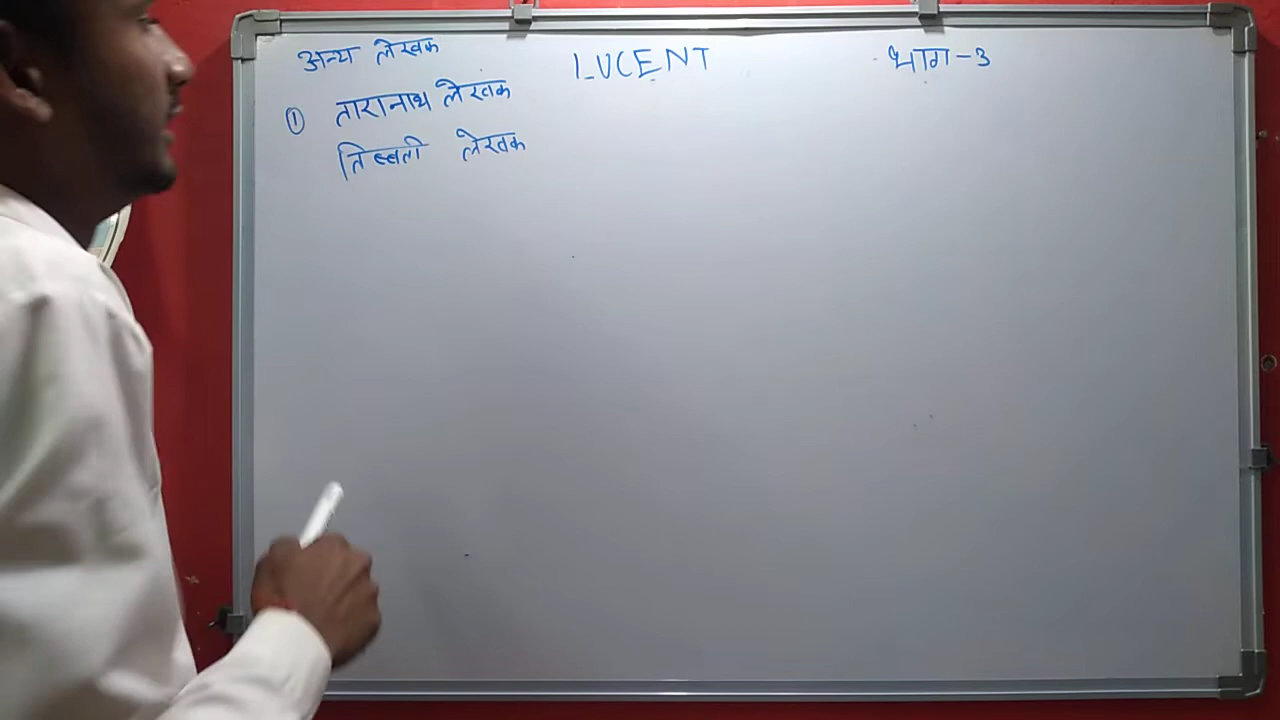 अन्य लेखक LUCENT भाग-3
① तारानाथ लेखक
तिब्बती लेखक